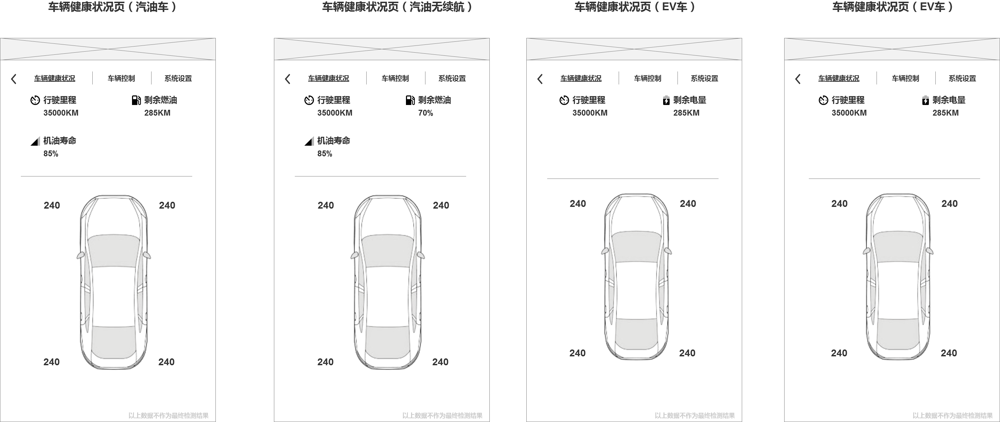 车辆健康状况页（汽油车）
车辆健康状况 车辆控制 系统设置
行驶里程 剩余燃油
35000KM 285KM
机油寿命
85%
240 240
240 240
以上数据不作为最终检测结果
车辆健康状况页（汽油无续航）
车辆健康状况 车辆控制 系统设置
行驶里程 剩余燃油
35000KM 70%
机油寿命
85%
240 240
240 240
以上数据不作为最终检测结果
车辆健康状况页（EV车）
车辆健康状况 车辆控制 系统设置
行驶里程 剩余电量
35000KM 285KM
240 240
240 240
以上数据不作为最终检测结果
车辆健康状况页（EV车）
车辆健康状况 车辆控制 系统设置
行驶里程 剩余电量
35000KM 285KM
240 240
240 240
以上数据不作为最终检测结果